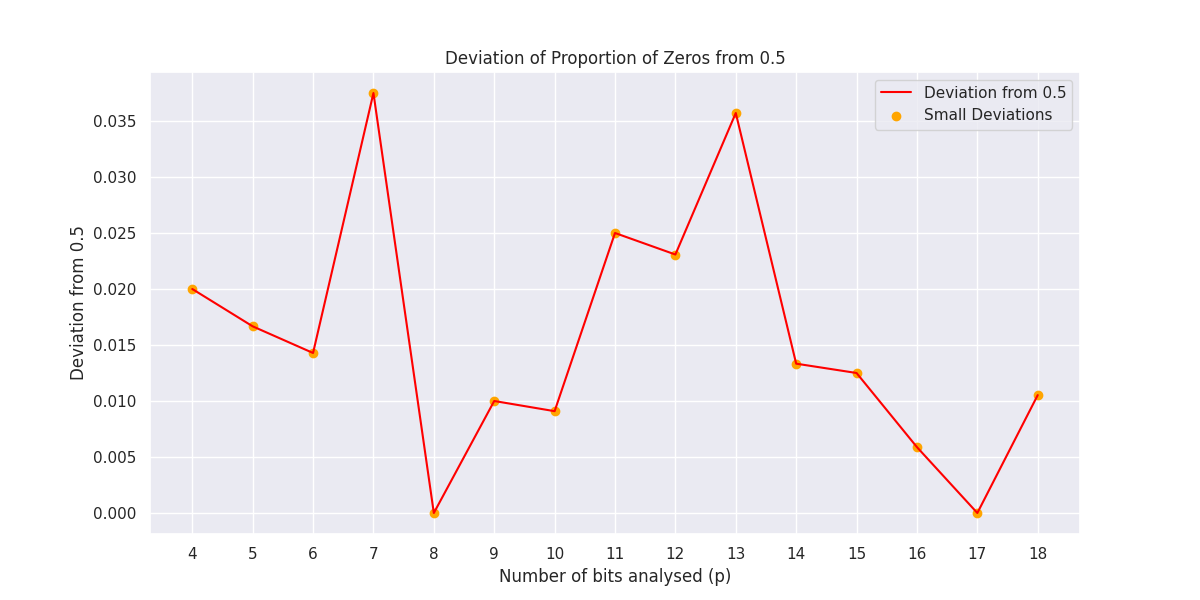 Deviation of Proportion of Zeros from 0.5
Deviation from 0.5
Small Deviations
Deviation from 0.5
0.035
0.030
0.025
0.020
0.015
0.010
0.005
0.000
4 5 6 7 8 9 10 11 12 13 14 15 16 17 18
Number of bits analysed (p)